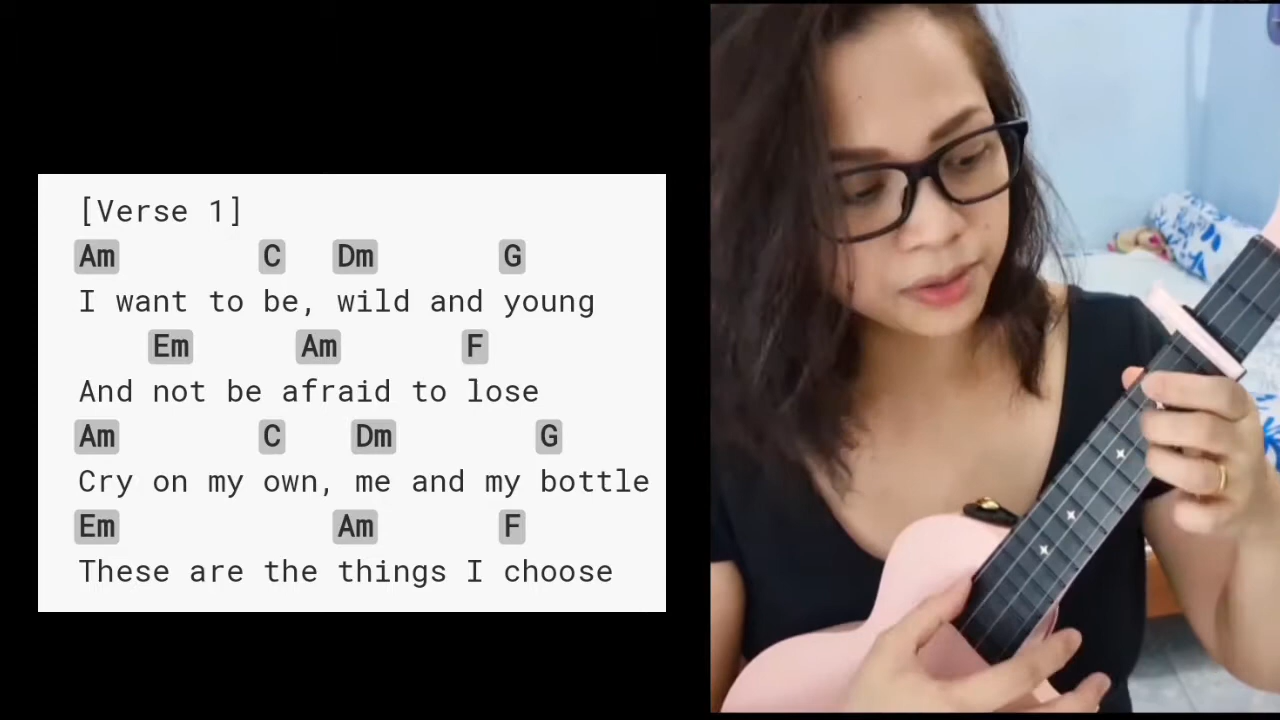 [Verse 1]
Am C Dm G
I want to be, wild and young
Em Am F
And not be afraid to lose
Am C Dm G
Cry on my own, me and my bottle
Em Am F
These are the things I choose